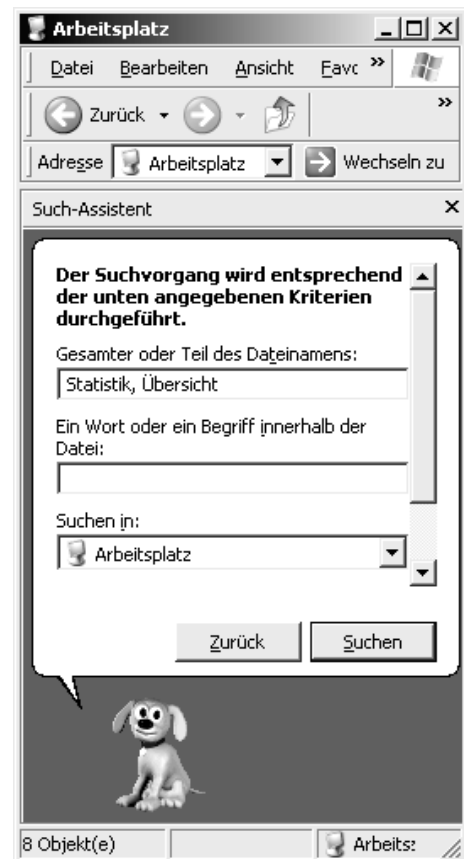 Arbeitsplatz
Datei Bearbeiten Ansicht Favc »
Zurück »
Adresse Arbeitsplatz Wechseln zu
Such-Assistent
Der Suchvorgang wird entsprechend
der unten angegebenen Kriterien
durchgeführt.
Gesamter oder Teil des Dateinamens:
Statistik, Übersicht
Ein Wort oder ein Begriff innerhalb der
Datei:
Suchen in:
Arbeitsplatz
Zurück Suchen
8 Objekt(e) Arbeits: